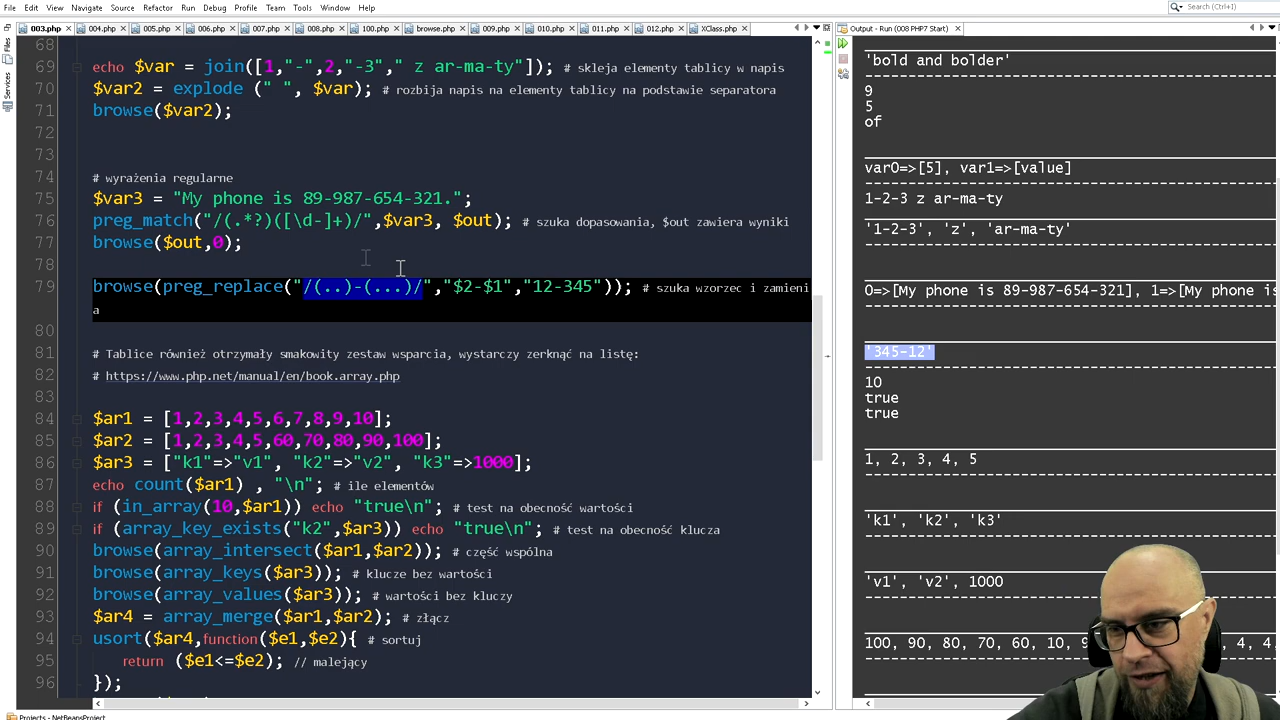 File Edit View Navigate Source Refactor Run Debug Profile Team Tools Window Help
Search (Ctrl+I)
003.php 004.php 005.php 006.php 007.php 008.php 100.php browse.php 009.php 010.php 011.php 012.php XClass.php
Files
Services
68
69 echo $var = join([1,"-",2,"-3"," z ar-ma-ty"]); # skleja elementy tablicy w napis
70 $var2 = explode (" ", $var); # rozbija napis na elementy tablicy na podstawie separatora
71 browse($var2);
72
73
74 # wyrażenia regularne
75 $var3 = "My phone is 89-987-654-321.";
76 preg_match("/(.*?)([\d-]+)/",$var3, $out); # szuka dopasowania, $out zawiera wyniki
77 browse($out,0);
78
79 browse(preg_replace("/(..)-(...)/","$2-$1","12-345")); # szuka wzorzec i zamieni
a
80
81 # Tablice również otrzymały smakowity zestaw wsparcia, wystarczy zerknąć na listę:
82 # https://www.php.net/manual/en/book.array.php
83
84 $ar1 = [1,2,3,4,5,6,7,8,9,10];
85 $ar2 = [1,2,3,4,5,60,70,80,90,100];
86 $ar3 = ["k1"=>"v1", "k2"=>"v2", "k3"=>1000];
87 echo count($ar1) , "\n"; # ile elementów
88 if (in_array(10,$ar1)) echo "true\n"; # test na obecność wartości
89 if (array_key_exists("k2",$ar3)) echo "true\n"; # test na obecność klucza
90 browse(array_intersect($ar1,$ar2)); # część wspólna
91 browse(array_keys($ar3)); # klucze bez wartości
92 browse(array_values($ar3)); # wartości bez kluczy
93 $ar4 = array_merge($ar1,$ar2); # złącz
94 usort($ar4,function($e1,$e2){ # sortuj
95 return ($e1<=$e2); // malejący
96 });
Projects - NetBeansProject
Output - Run (008 PHP7 Start)
'bold and bolder'
9
5
of
var0=>[5], var1=>[value]
1-2-3 z ar-ma-ty
'1-2-3', 'z', 'ar-ma-ty'
0=>[My phone is 89-987-654-321], 1=>[My phone is
'345-12'
10
true
true
1, 2, 3, 4, 5
'k1', 'k2', 'k3'
'v1', 'v2', 1000
100, 90, 80, 70, 60, 10, 9
4, 4,